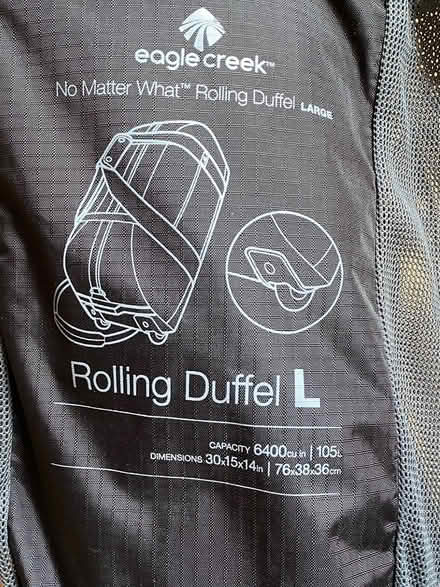 eagle creek™
No Matter What™ Rolling Duffel LARGE
Rolling Duffel L
CAPACITY 6400cu in | 105L
DIMENSIONS 30x15x14in | 76x38x36cm